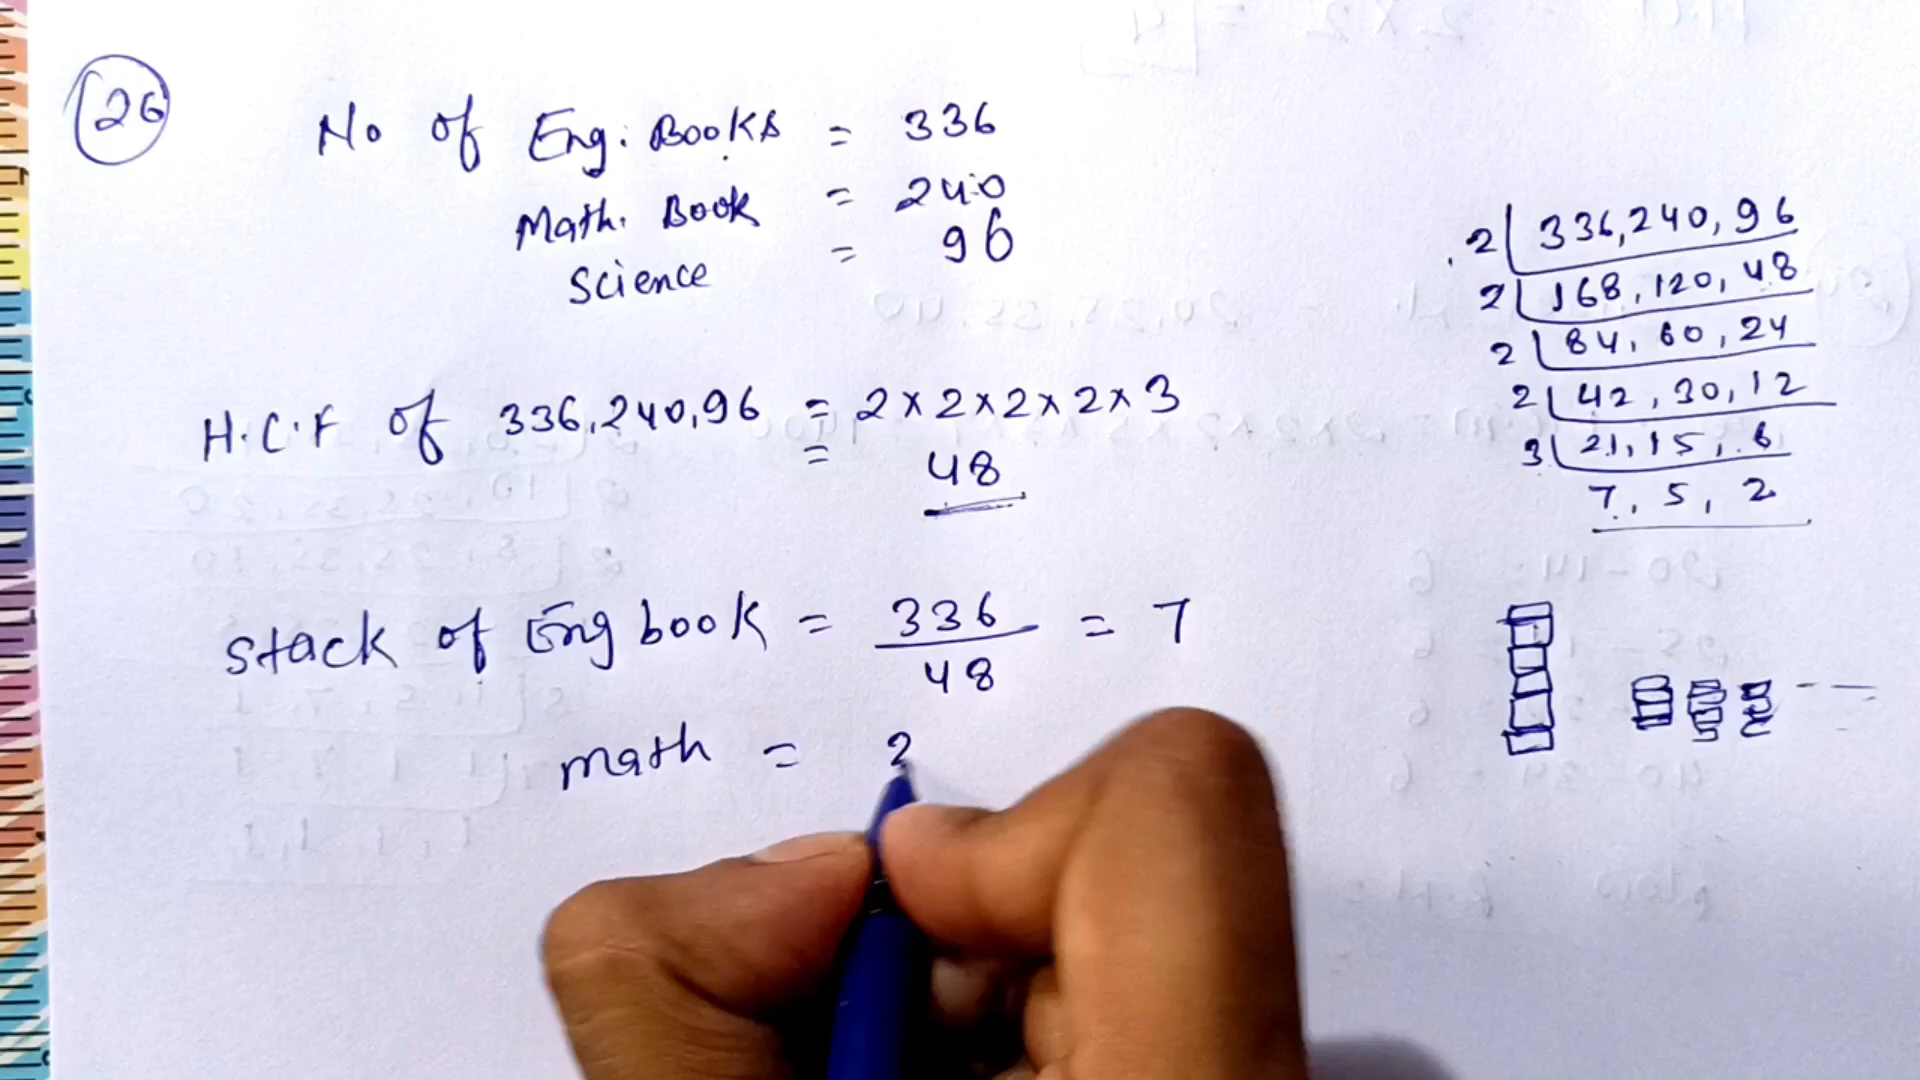 26
No of Eng. Books = 336
Math. Book = 240
Science = 96
H.C.F of 336,240,96 = 2×2×2×2×3
= 48
stack of Eng book = 336/48 = 7
math = 2
2 336,240,96
2 168,120,48
2 84,60,24
2 42,30,12
3 21,15,6
7,5,2